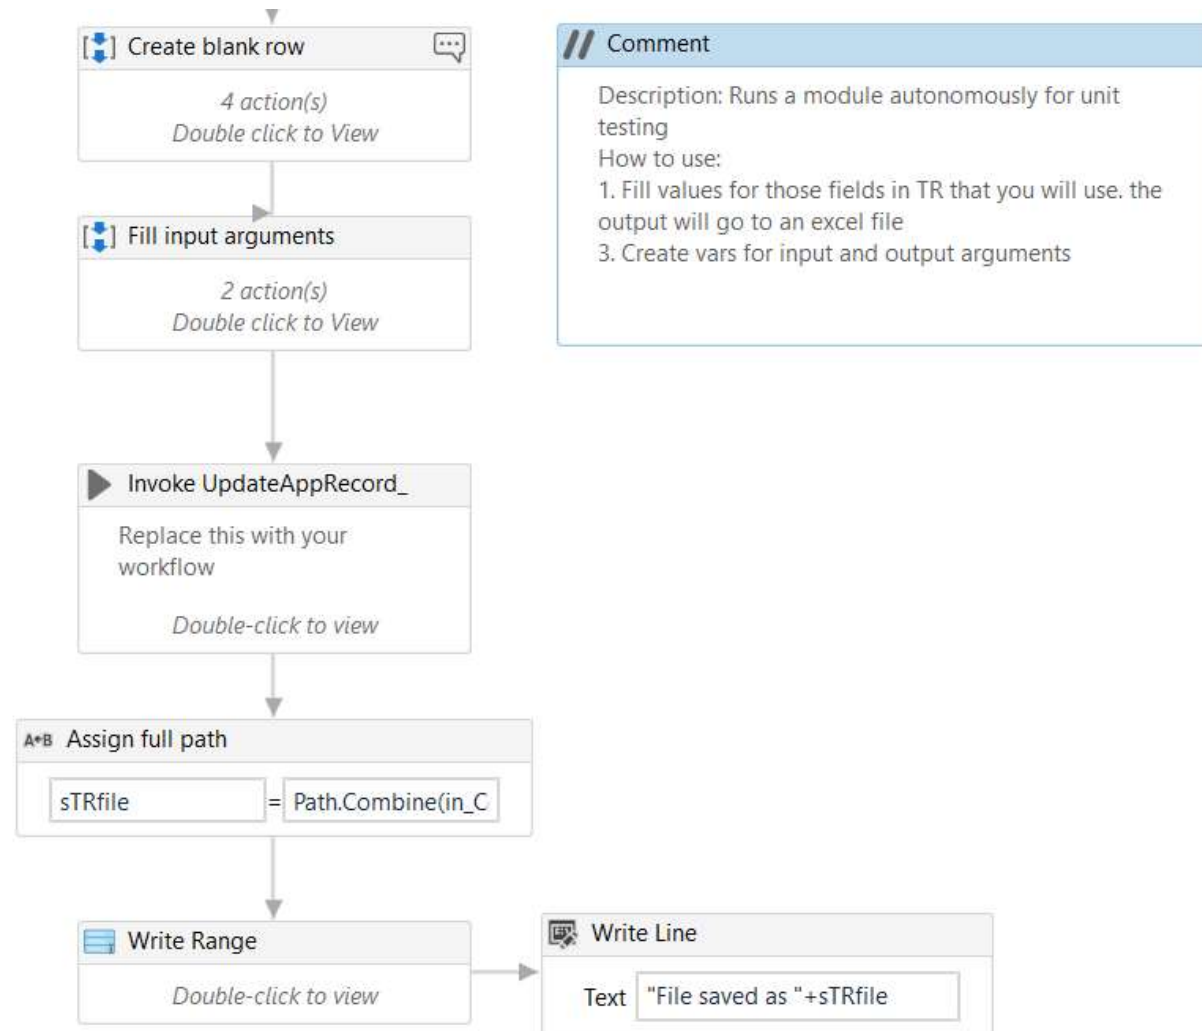 Create blank row
4 action(s)
Double click to View
// Comment
Description: Runs a module autonomously for unit
testing
How to use:
1. Fill values for those fields in TR that you will use. the
output will go to an excel file
3. Create vars for input and output arguments
Fill input arguments
2 action(s)
Double click to View
Invoke UpdateAppRecord_
Replace this with your
workflow
Double-click to view
A+B Assign full path
sTRfile = Path.Combine(in_C
Write Range
Double-click to view
Write Line
Text "File saved as "+sTRfile